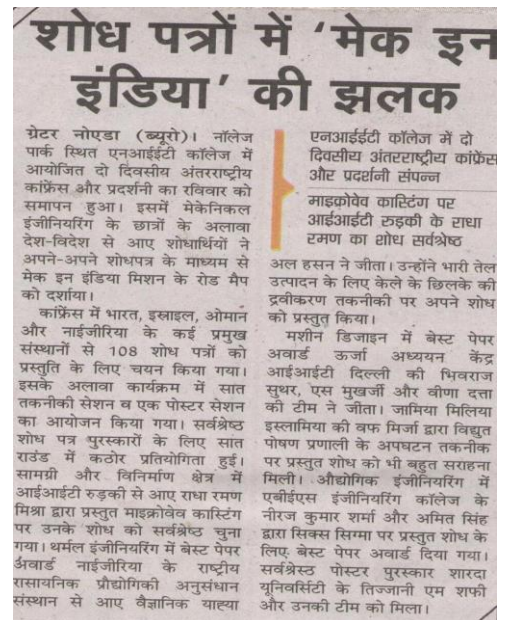 शोध पत्रों में 'मेक इन
इंडिया' की झलक
ग्रेटर नोएडा (ब्यूरो)। नॉलेज
पार्क स्थित एनआईईटी कॉलेज में
आयोजित दो दिवसीय अंतरराष्ट्रीय
कांफ्रेंस और प्रदर्शनी का रविवार को
समापन हुआ। इसमें मेकेनिकल
इंजीनियरिंग के छात्रों के अलावा
देश-विदेश से आए शोधार्थियों ने
अपने-अपने शोधपत्र के माध्यम से
मेक इन इंडिया मिशन के रोड मैप
को दर्शाया।
कांफ्रेंस में भारत, इस्राइल, ओमान
और नाईजीरिया के कई प्रमुख
संस्थानों से 108 शोध पत्रों को
प्रस्तुति के लिए चयन किया गया।
इसके अलावा कार्यक्रम में सात
तकनीकी सेशन व एक पोस्टर सेशन
का आयोजन किया गया। सर्वश्रेष्ठ
शोध पत्र पुरस्कारों के लिए सात
राउंड में कठोर प्रतियोगिता हुई।
सामग्री और विनिर्माण क्षेत्र में
आईआईटी रुड़की से आए राधा रमण
मिश्रा द्वारा प्रस्तुत माइक्रोवेव कास्टिंग
पर उनके शोध को सर्वश्रेष्ठ चुना
गया। थर्मल इंजीनियरिंग में बेस्ट पेपर
अवार्ड नाईजीरिया के राष्ट्रीय
रासायनिक प्रौद्योगिकी अनुसंधान
संस्थान से आए वैज्ञानिक याह्या
एनआईईटी कॉलेज में दो
दिवसीय अंतरराष्ट्रीय कांफ्रेंस
और प्रदर्शनी संपन्न
माइक्रोवेव कास्टिंग पर
आईआईटी रुड़की के राधा
रमण का शोध सर्वश्रेष्ठ
अल हसन ने जीता। उन्होंने भारी तेल
उत्पादन के लिए केले के छिलके की
द्रवीकरण तकनीकी पर अपने शोध
को प्रस्तुत किया।
मशीन डिजाइन में बेस्ट पेपर
अवार्ड ऊर्जा अध्ययन केंद्र
आईआईटी दिल्ली की भिवराज
सुथर, एस मुखर्जी और वीणा दत्ता
की टीम ने जीता। जामिया मिलिया
इस्लामिया की वफ मिर्जा द्वारा विद्युत
पोषण प्रणाली के अपघटन तकनीक
पर प्रस्तुत शोध को भी बहुत सराहना
मिली। औद्योगिक इंजीनियरिंग में
एबीईएस इंजीनियरिंग कॉलेज के
नीरज कुमार शर्मा और अमित सिंह
द्वारा सिक्स सिग्मा पर प्रस्तुत शोध के
लिए बेस्ट पेपर अवार्ड दिया गया।
सर्वश्रेस्ठ पोस्टर पुरस्कार शारदा
यूनिवर्सिटी के तिज्जानी एम शफी
और उनकी टीम को मिला।